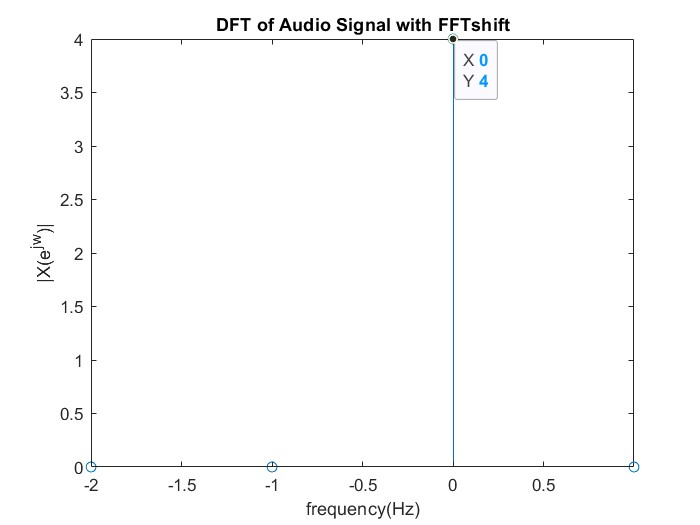 DFT of Audio Signal with FFTshift
4
X 0
Y 4
3.5
3
2.5
2
1.5
1
0.5
0
|X(e^jw)|
-2 -1.5 -1 -0.5 0 0.5
frequency(Hz)